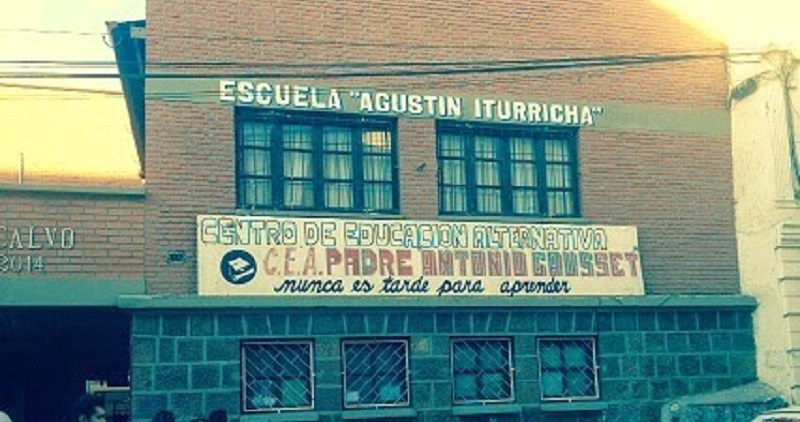 ESCUELA "AGUSTIN ITURRICHA"
CENTRO DE EDUCACION ALTERNATIVA
C.E.A. PADRE ANTONIO GAUSSET
nunca es tarde para aprender
CALVO
2014